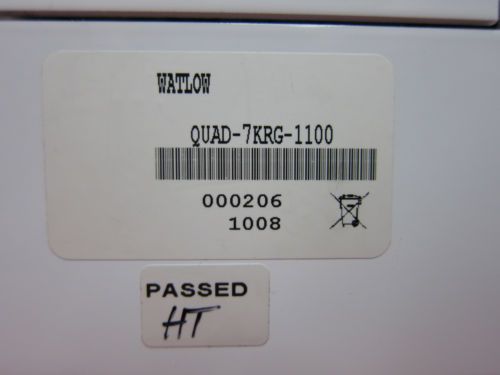 WATLOW
QUAD-7KRG-1100
000206
1008
PASSED
HT